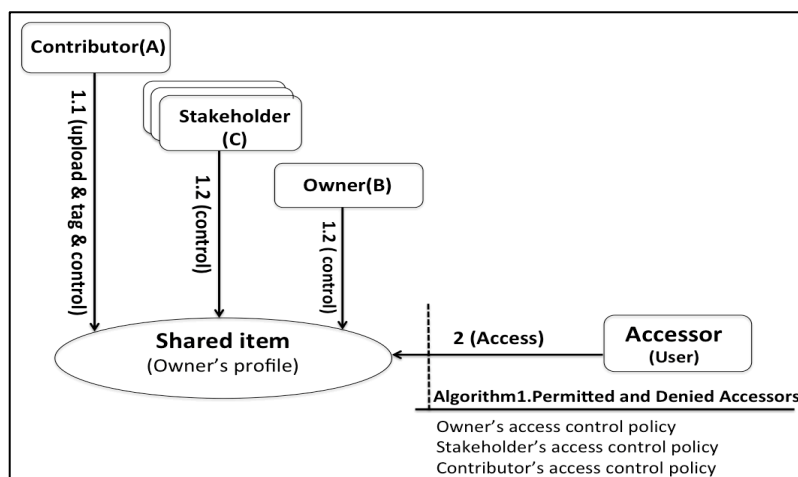 Contributor(A)
1.1 (upload & tag & control)
Stakeholder
(C)
1.2 (control)
Owner(B)
1.2 ( control)
Shared item
(Owner's profile)
2 (Access)
Accessor
(User)
Algorithm1.Permitted and Denied Accessors
Owner's access control policy
Stakeholder's access control policy
Contributor's access control policy